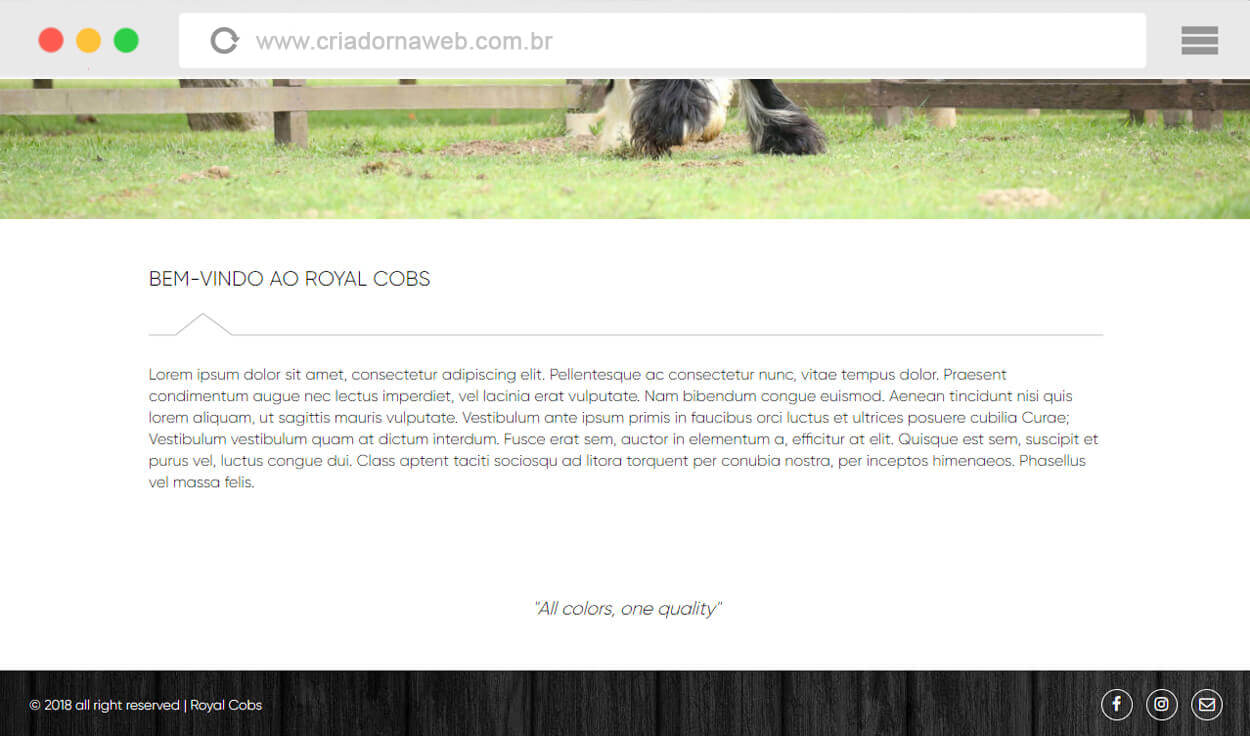 www.criadornaweb.com.br
BEM-VINDO AO ROYAL COBS
Lorem ipsum dolor sit amet, consectetur adipiscing elit. Pellentesque ac consectetur nunc, vitae tempus dolor. Praesent
condimentum augue nec lectus imperdiet, vel lacinia erat vulputate. Nam bibendum congue euismod. Aenean tincidunt nisi quis
lorem aliquam, ut sagittis mauris vulputate. Vestibulum ante ipsum primis in faucibus orci luctus et ultrices posuere cubilia Curae;
Vestibulum vestibulum quam at dictum interdum. Fusce erat sem, auctor in elementum a, efficitur at elit. Quisque est sem, suscipit et
purus vel, luctus congue dui. Class aptent taciti sociosqu ad litora torquent per conubia nostra, per inceptos himenaeos. Phasellus
vel massa felis.
"All colors, one quality"
© 2018 all right reserved | Royal Cobs